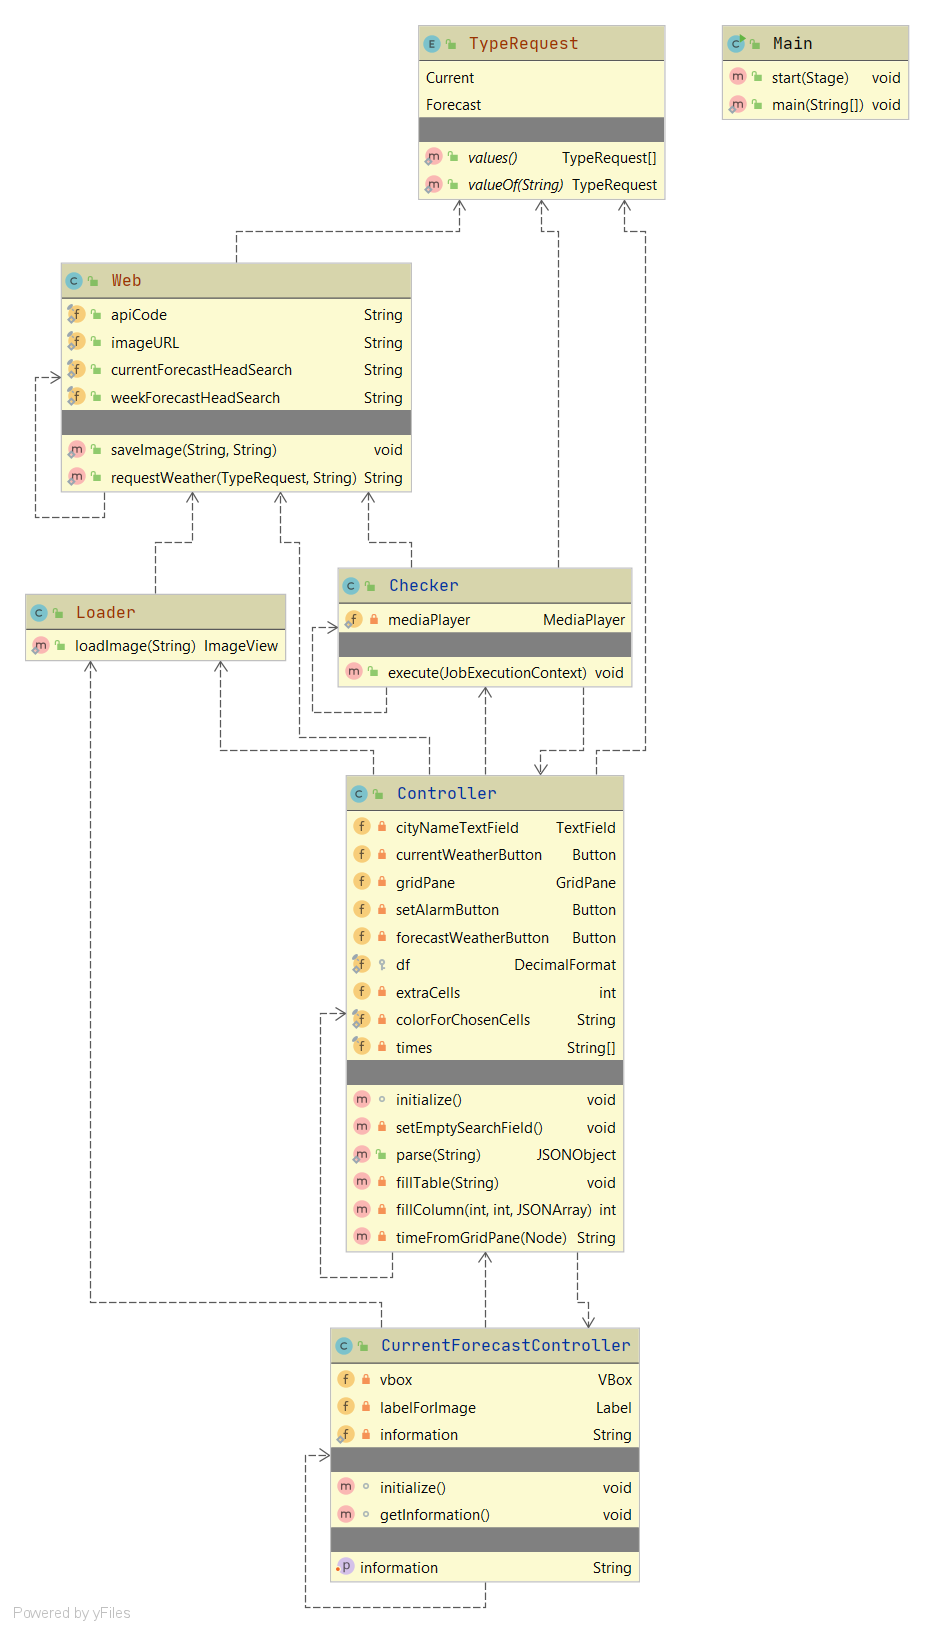 E TypeRequest
Current
Forecast
m values() TypeRequest[]
m valueOf(String) TypeRequest
C Main
m start(Stage) void
m main(String[]) void
C Web
f apiCode String
f imageURL String
f currentForecastHeadSearch String
f weekForecastHeadSearch String
m saveImage(String, String) void
m requestWeather(TypeRequest, String) String
C Loader
m loadImage(String) ImageView
C Checker
f mediaPlayer MediaPlayer
m execute(JobExecutionContext) void
C Controller
f cityNameTextField TextField
f currentWeatherButton Button
f gridPane GridPane
f setAlarmButton Button
f forecastWeatherButton Button
f df DecimalFormat
f extraCells int
f colorForChosenCells String
f times String[]
m initialize() void
m setEmptySearchField() void
m parse(String) JSONObject
m fillTable(String) void
m fillColumn(int, int, JSONArray) int
m timeFromGridPane(Node) String
C CurrentForecastController
f vbox VBox
f labelForImage Label
f information String
m initialize() void
m getInformation() void
p information String
Powered by yFiles